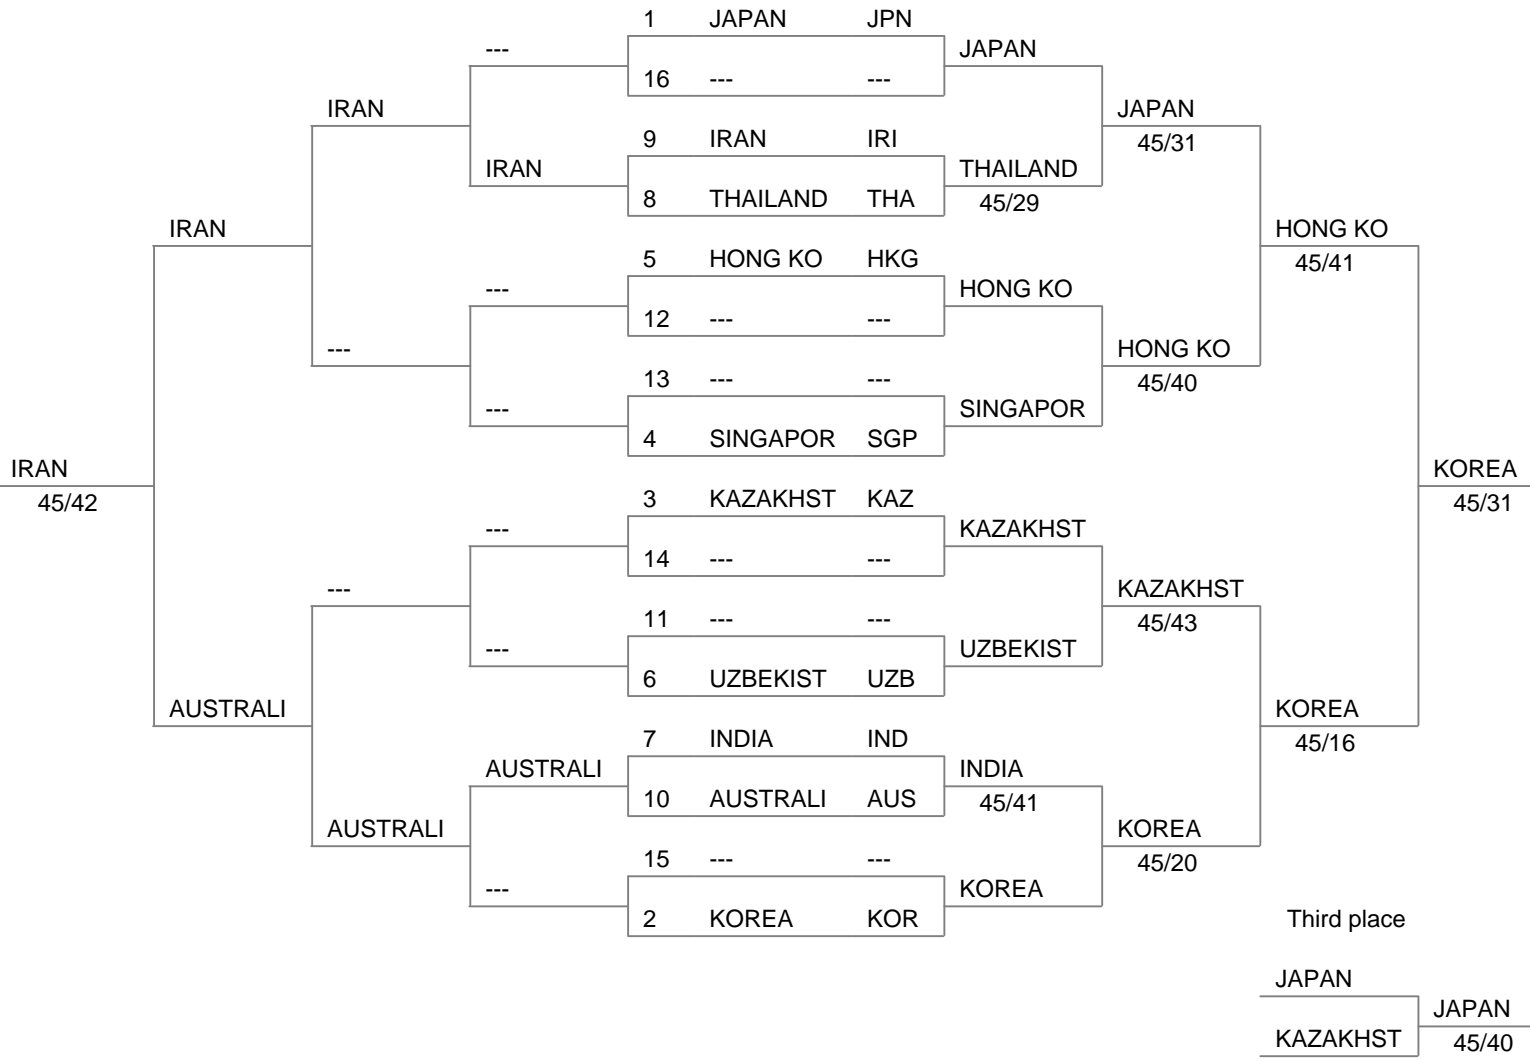 1 JAPAN JPN
--- JAPAN
16 --- ---
IRAN JAPAN
45/31
9 IRAN IRI
IRAN THAILAND
45/29
8 THAILAND THA
IRAN HONG KO
45/41
5 HONG KO HKG
--- HONG KO
12 --- ---
--- HONG KO
45/40
13 --- ---
--- SINGAPOR
4 SINGAPOR SGP
IRAN KOREA
45/42 45/31
3 KAZAKHST KAZ
--- KAZAKHST
14 --- ---
--- KAZAKHST
45/43
11 --- ---
--- UZBEKIST
6 UZBEKIST UZB
AUSTRALI KOREA
45/16
7 INDIA IND
AUSTRALI INDIA
45/41
10 AUSTRALI AUS
AUSTRALI KOREA
45/20
15 --- ---
--- KOREA
2 KOREA KOR
Third place
JAPAN
JAPAN
45/40
KAZAKHST